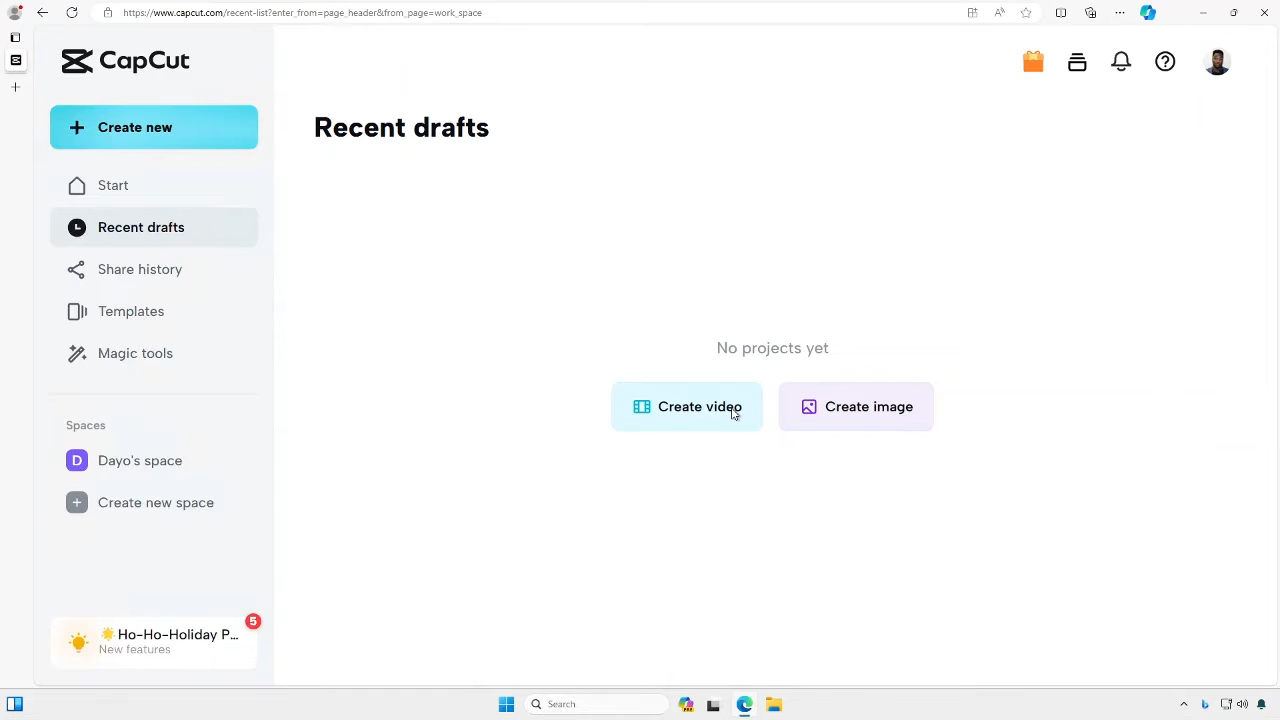 https://www.capcut.com/recent-list?enter_from=page_header&from_page=work_space
CapCut
Create new
Recent drafts
Start
Recent drafts
Share history
Templates
Magic tools
No projects yet
Create video
Create image
Spaces
D Dayo's space
Create new space
5
Ho-Ho-Holiday P...
New features
Search